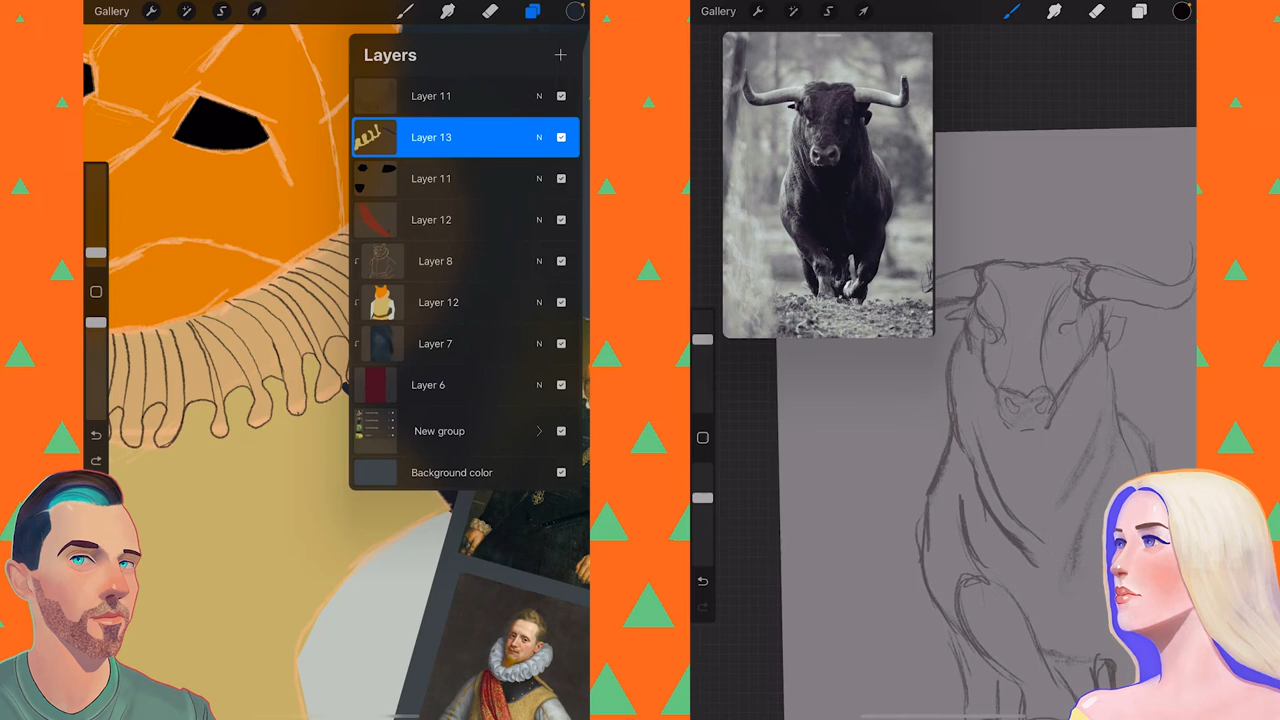 Gallery
Layers
Layer 11 N
Layer 13 N
Layer 11 N
Layer 12 N
Layer 8 N
Layer 12 N
Layer 7 N
Layer 6 N
New group
Background color
Gallery